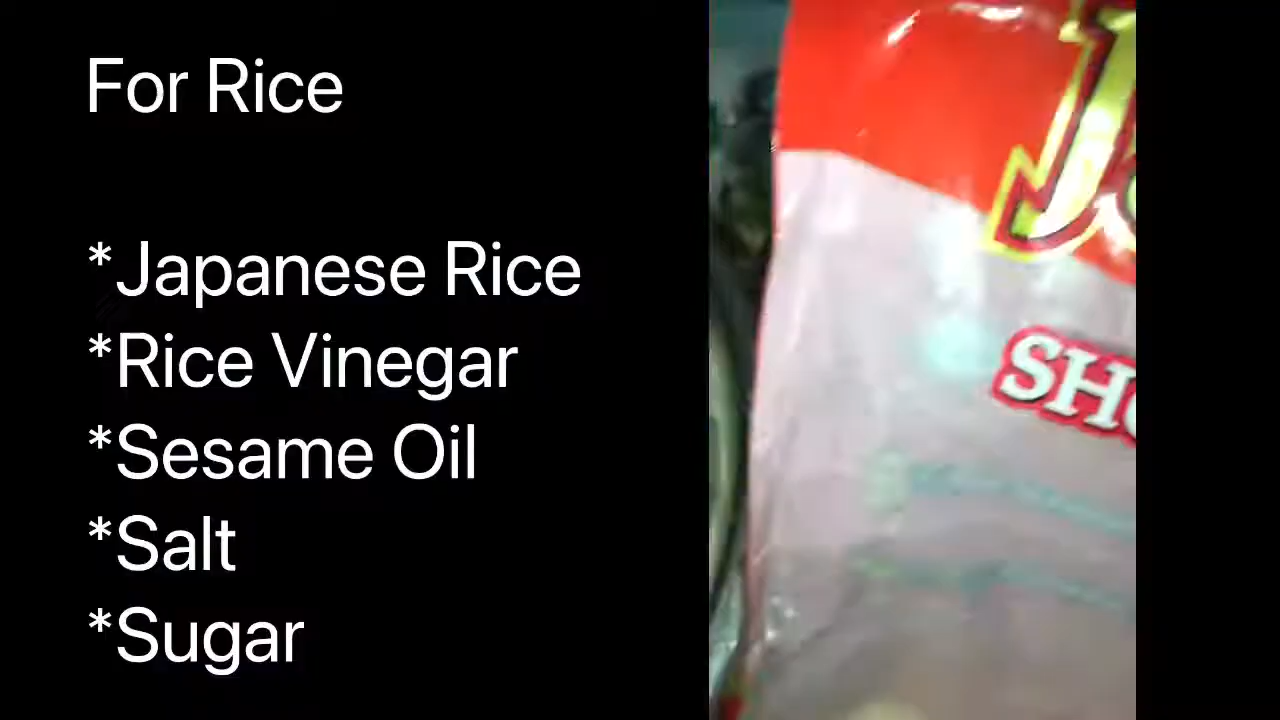 For Rice
*Japanese Rice
*Rice Vinegar
*Sesame Oil
*Salt
*Sugar